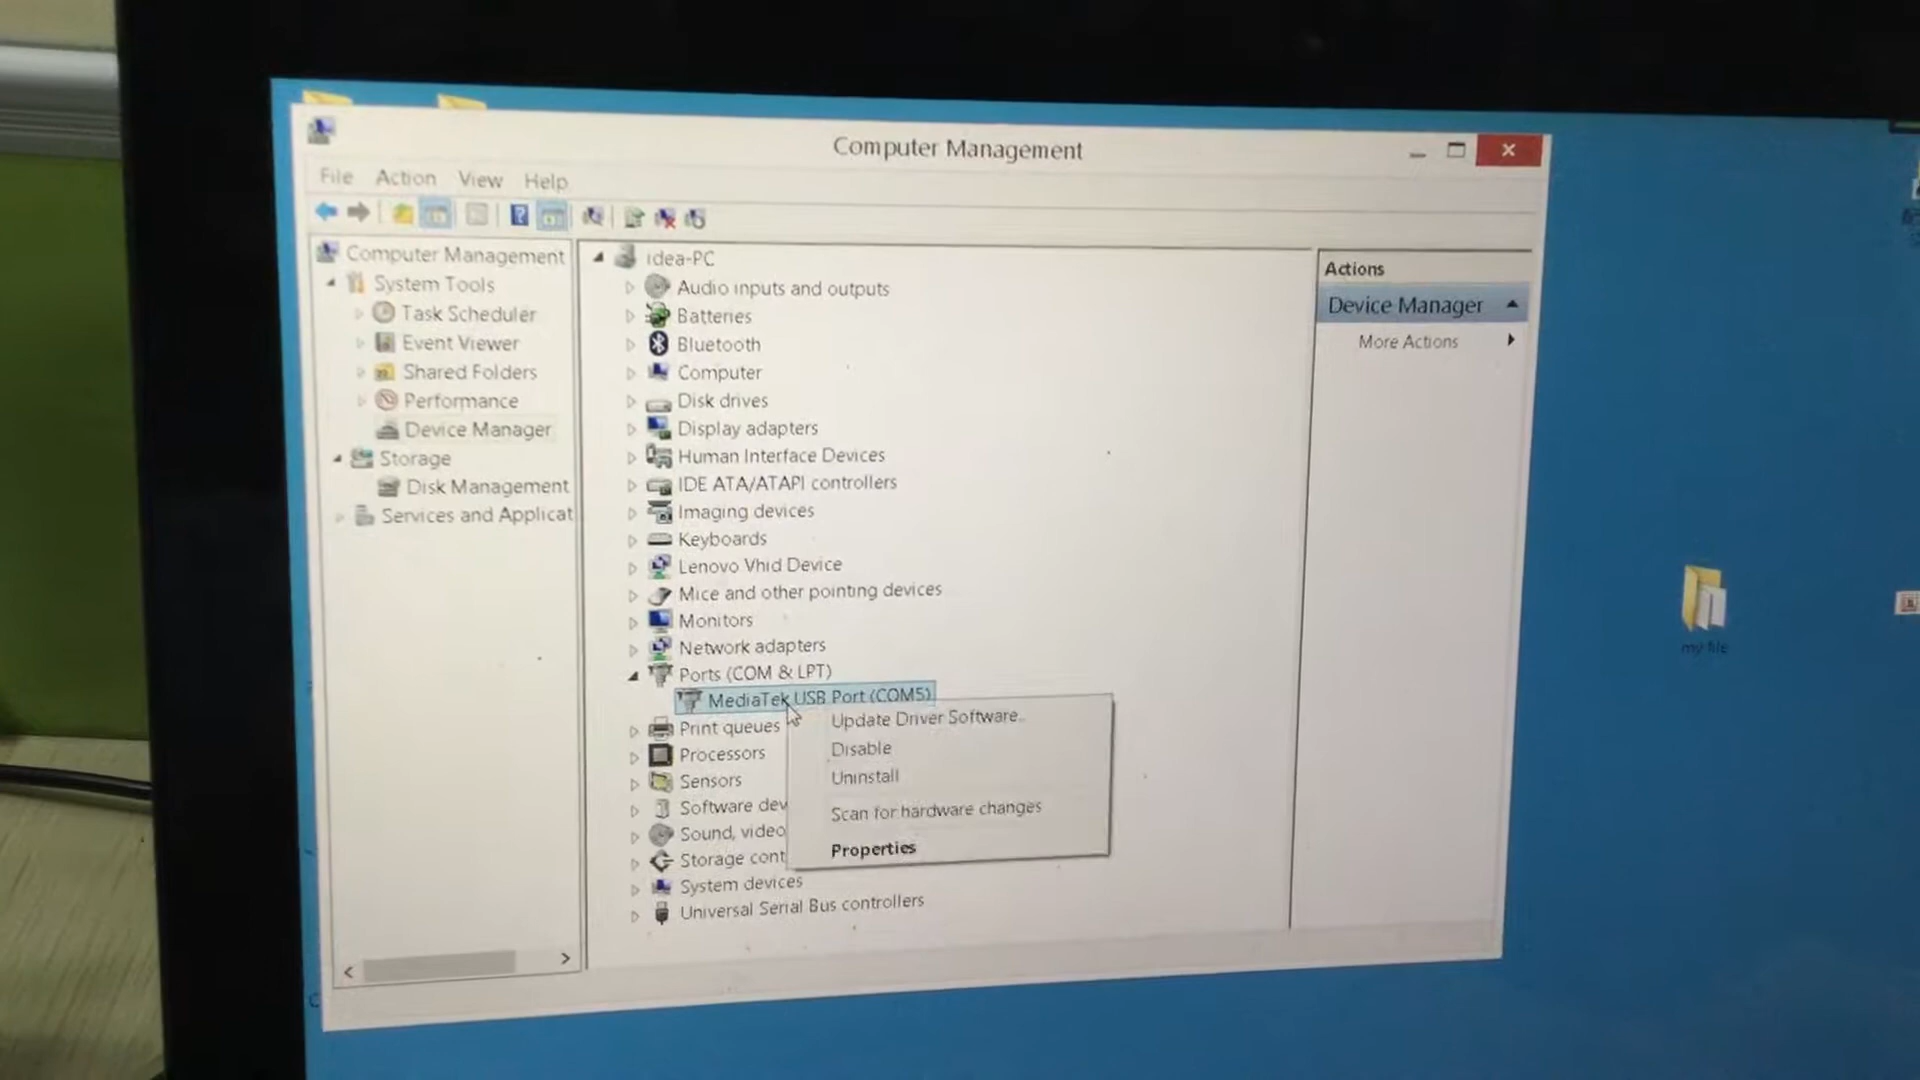 Computer Management
File Action View Help
Computer Management
System Tools
Task Scheduler
Event Viewer
Shared Folders
Performance
Device Manager
Storage
Disk Management
Services and Applicat
idea-PC
Audio inputs and outputs
Batteries
Bluetooth
Computer
Disk drives
Display adapters
Human Interface Devices
IDE ATA/ATAPI controllers
Imaging devices
Keyboards
Lenovo Vhid Device
Mice and other pointing devices
Monitors
Network adapters
Ports (COM & LPT)
MediaTek USB Port (COM5)
Print queues
Processors
Sensors
Software dev
Sound, video
Storage cont
System devices
Universal Serial Bus controllers
Update Driver Software...
Disable
Uninstall
Scan for hardware changes
Properties
Actions
Device Manager
More Actions
my file